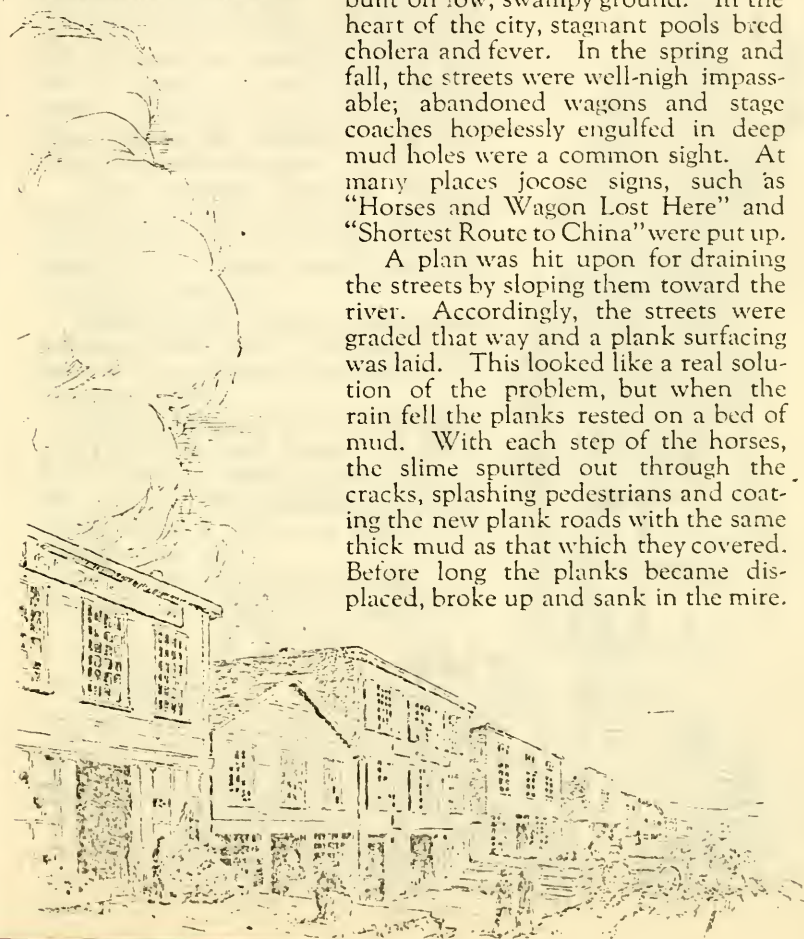 built on low, swampy ground. In the
heart of the city, stagnant pools bred
cholera and fever. In the spring and
fall, the streets were well-nigh impass-
able; abandoned wagons and stage
coaches hopelessly engulfed in deep
mud holes were a common sight. At
many places jocose signs, such as
“Horses and Wagon Lost Here” and
“Shortest Route to China” were put up.
A plan was hit upon for draining
the streets by sloping them toward the
river. Accordingly, the streets were
graded that way and a plank surfacing
was laid. This looked like a real solu-
tion of the problem, but when the
rain fell the planks rested on a bed of
mud. With each step of the horses,
the slime spurted out through the
cracks, splashing pedestrians and coat-
ing the new plank roads with the same
thick mud as that which they covered.
Before long the planks became dis-
placed, broke up and sank in the mire.